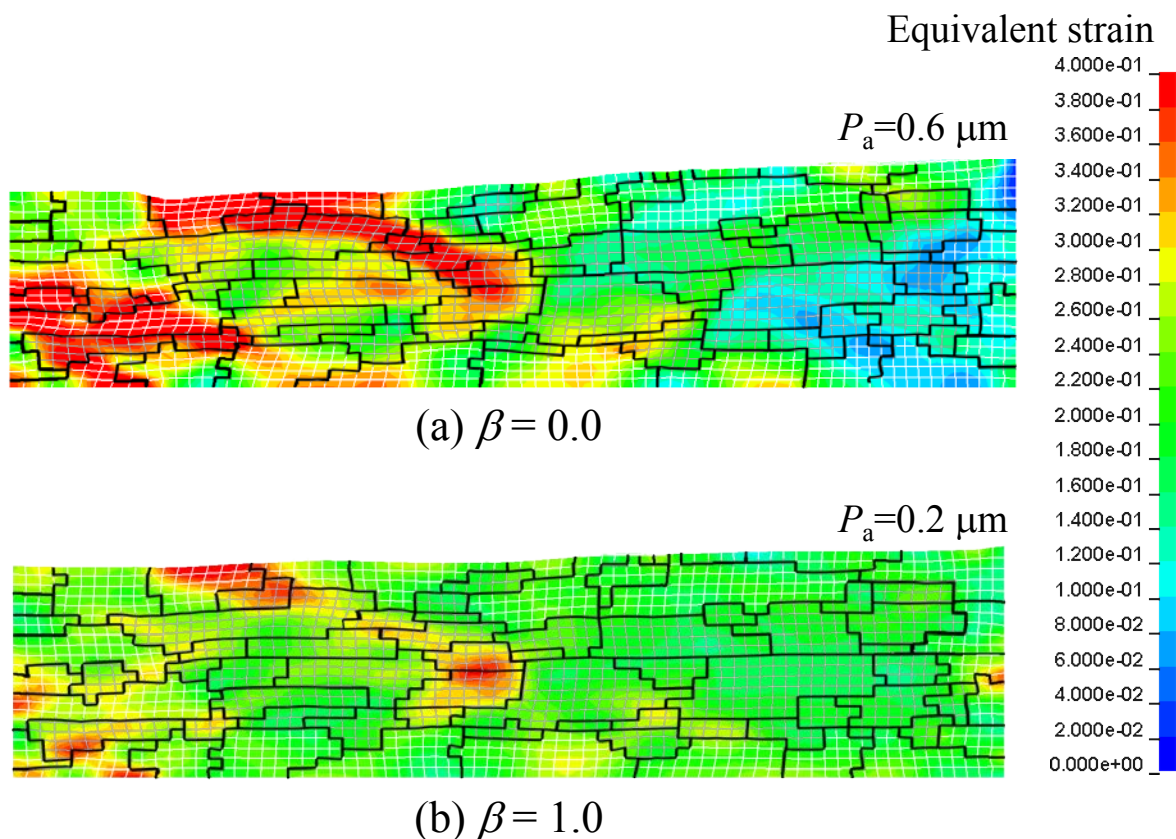 Equivalent strain
4.000e-01
3.800e-01
3.600e-01
3.400e-01
3.200e-01
3.000e-01
2.800e-01
2.600e-01
2.400e-01
2.200e-01
2.000e-01
1.800e-01
1.600e-01
1.400e-01
1.200e-01
1.000e-01
8.000e-02
6.000e-02
4.000e-02
2.000e-02
0.000e+00
Pa=0.6 μm
(a) β = 0.0
Pa=0.2 μm
(b) β = 1.0